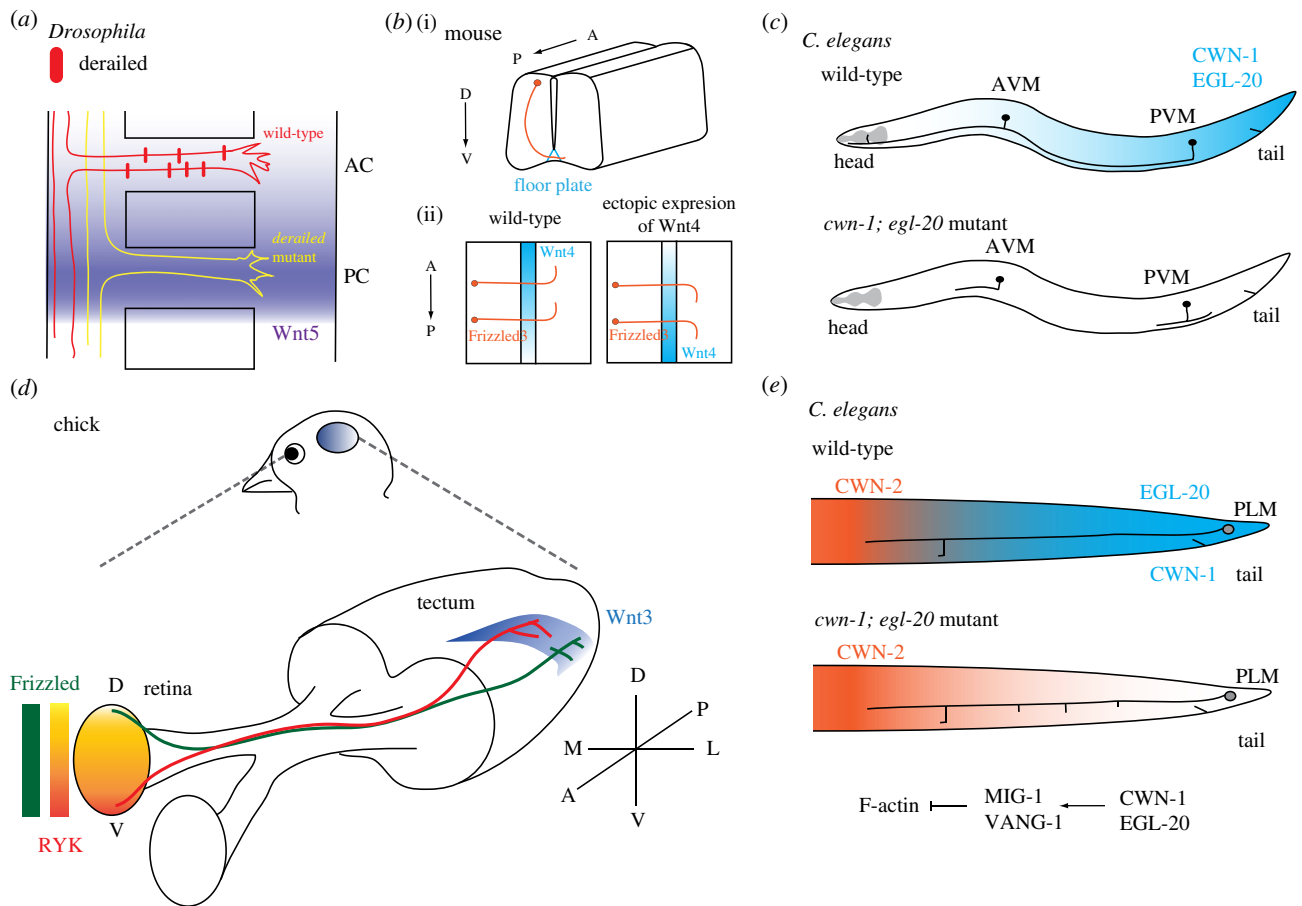 (a)
Drosophila
derailed
wild-type
AC
derailed
mutant
PC
Wnt5
(b) (i)
mouse
A
P
D
V
floor plate
(ii)
wild-type
ectopic expresion
of Wnt4
A
P
Wnt4
Frizzled3
Frizzled3
Wnt4
(c)
C. elegans
wild-type
CWN-1
EGL-20
AVM
PVM
head
tail
cwn-1; egl-20 mutant
AVM
PVM
head
tail
(d)
chick
tectum
Wnt3
Frizzled
D
retina
V
RYK
D
P
M
L
A
V
(e)
C. elegans
wild-type
CWN-2
EGL-20
PLM
CWN-1
tail
cwn-1; egl-20 mutant
CWN-2
PLM
tail
F-actin
MIG-1
VANG-1
CWN-1
EGL-20